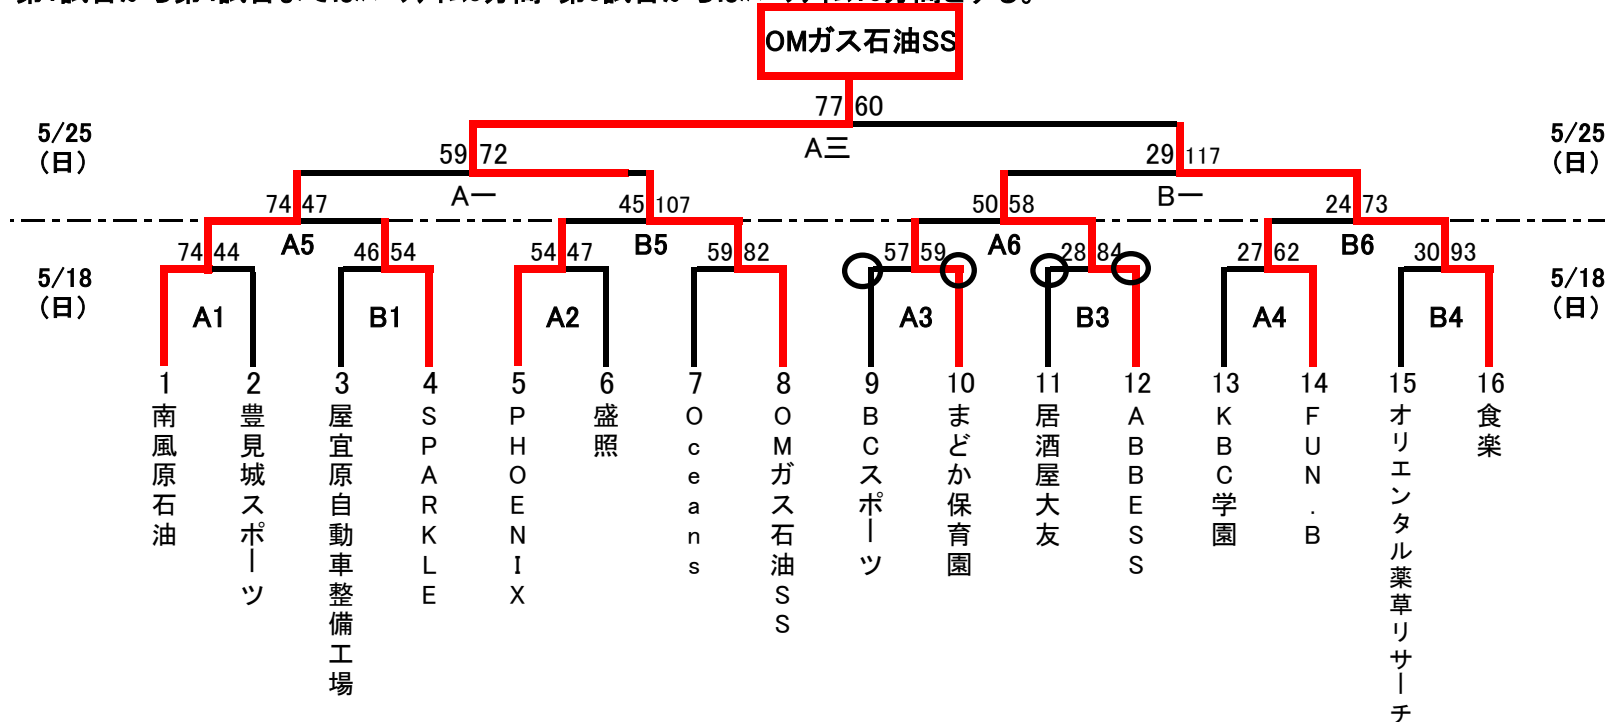 OMガス石油SS
77 60
5/25
(日)
5/25
(日)
A三
59 72
29 117
A一
B一
74 47
45 107
50 58
24 73
A5
B5
A6
B6
74 44
46 54
54 47
59 82
57 59
28 84
27 62
30 93
5/18
(日)
5/18
(日)
A1
B1
A2
A3
B3
A4
B4
1
2
3
4
5
6
7
8
9
10
11
12
13
14
15
16
南風原石油
豊見城スポーツ
屋宜原自動車整備工場
SPARKLE
PHOENIX
盛照
Oceans
OMガス石油SS
BCスポーツ
まどか保育園
居酒屋大友
ABBESS
KBC学園
FUN.B
オリエンタル薬草リサーチ
食楽